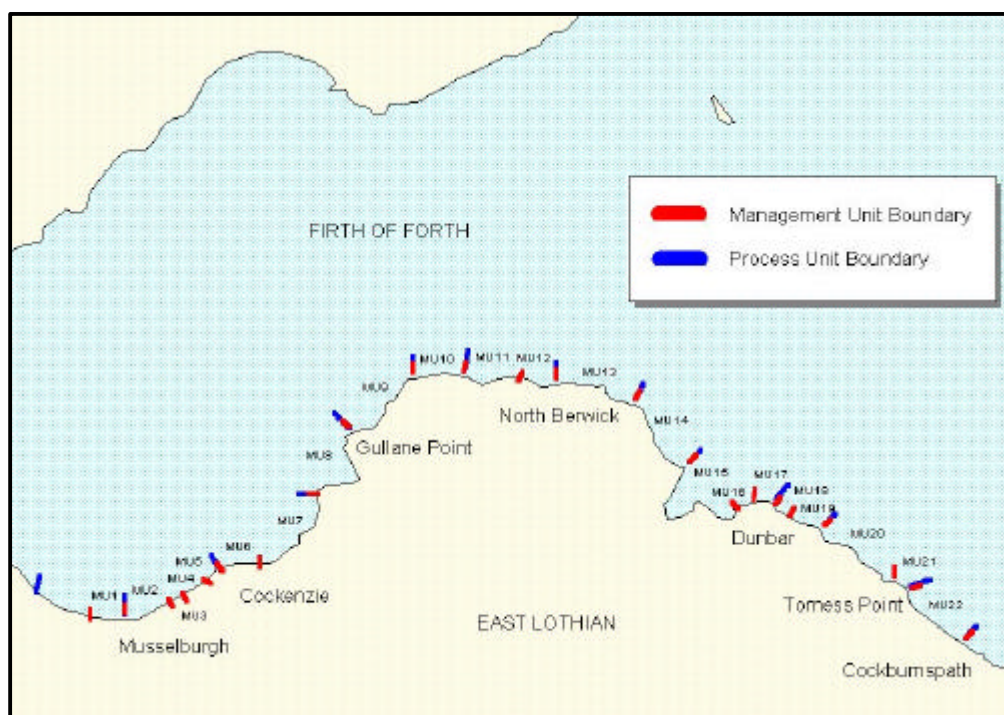 FIRTH OF FORTH
Management Unit Boundary
Process Unit Boundary
MU10
MU11
MU12
MU13
MU9
North Berwick
MU14
Gullane Point
MU8
MU15
MU17
MU16
MU18
MU19
MU7
Dunbar
MU20
MU6
MU5
MU4
MU21
MU1
MU2
MU3
Cockenzie
Torness Point
MU22
EAST LOTHIAN
Musselburgh
Cockburnspath